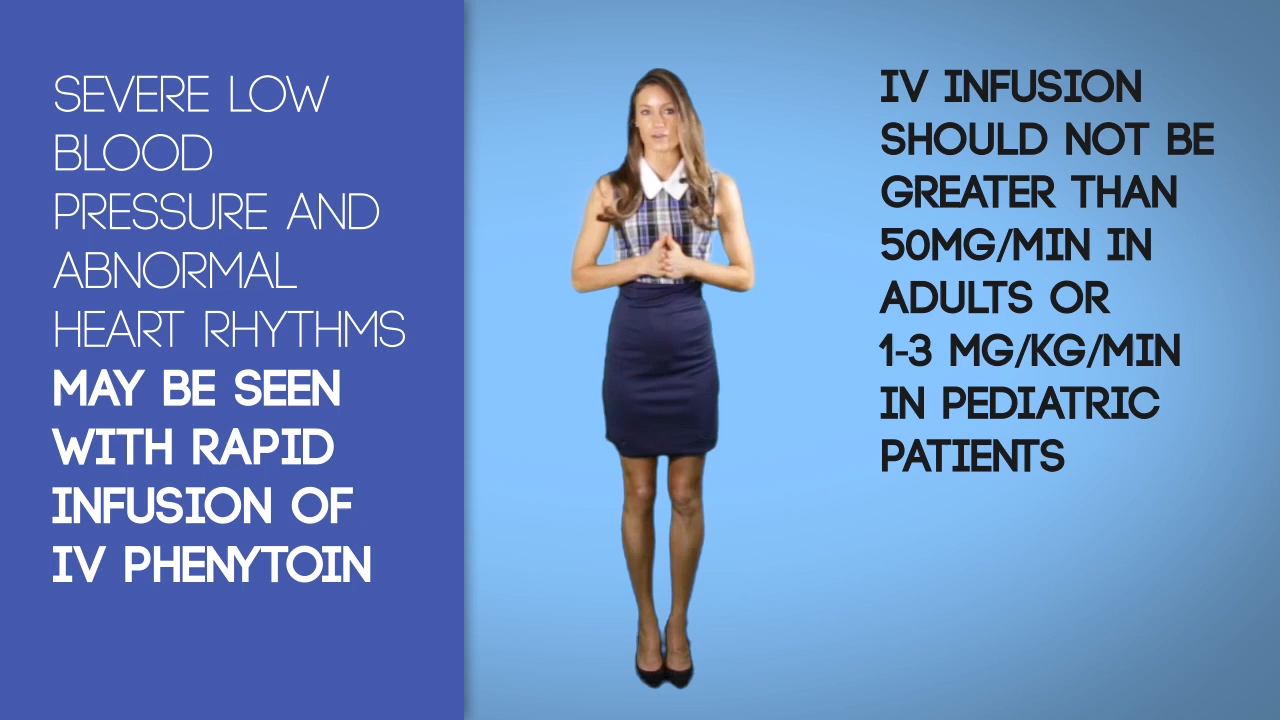 SEVERE LOW
BLOOD
PRESSURE AND
ABNORMAL
HEART RHYTHMS
MAY BE SEEN
WITH RAPID
INFUSION OF
IV PHENYTOIN
IV INFUSION
SHOULD NOT BE
GREATER THAN
50MG/MIN IN
ADULTS OR
1-3 MG/KG/MIN
IN PEDIATRIC
PATIENTS